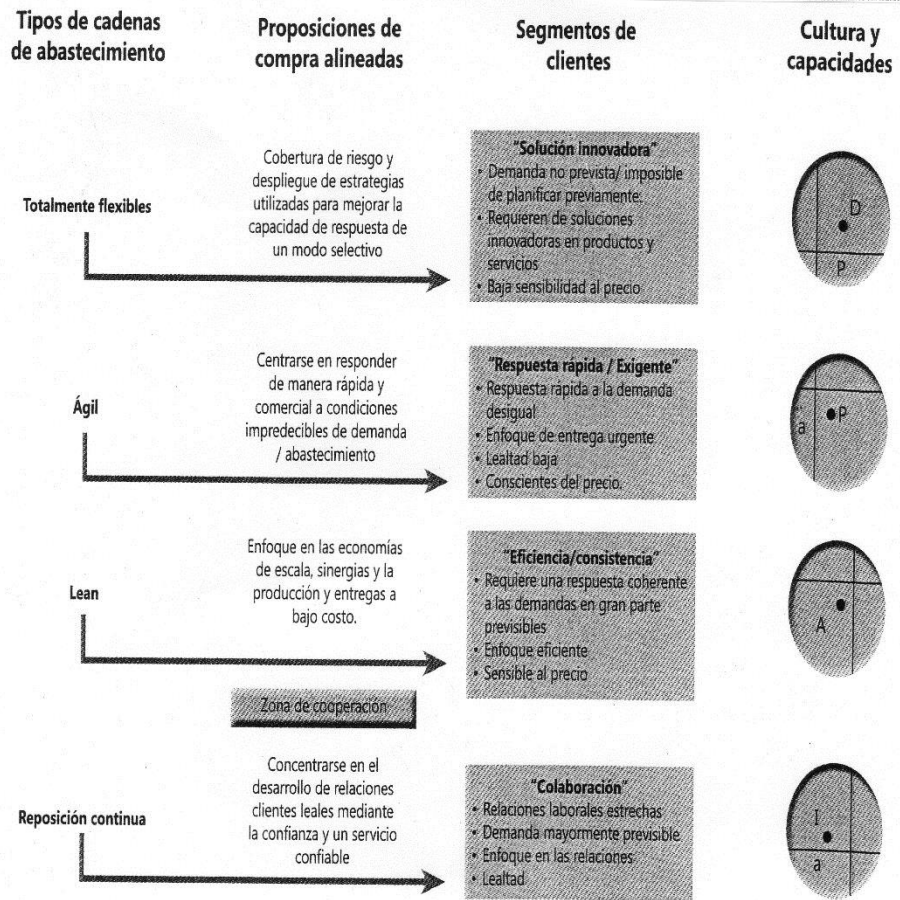 Tipos de cadenas
de abastecimiento
Proposiciones de
compra alineadas
Segmentos de
clientes
Cultura y
capacidades
Totalmente flexibles
Cobertura de riesgo y
despliegue de estrategias
utilizadas para mejorar la
capacidad de respuesta de
un modo selectivo
"Solución innovadora"
• Demanda no prevista/ imposible
de planificar previamente.
• Requieren de soluciones
innovadoras en productos y
servicios
• Baja sensibilidad al precio
D
P
Ágil
Centrarse en responder
de manera rápida y
comercial a condiciones
impredecibles de demanda
/ abastecimiento
"Respuesta rápida / Exigente"
• Respuesta rápida a la demanda
desigual
• Enfoque de entrega urgente
• Lealtad baja
• Conscientes del precio.
P
a
Lean
Enfoque en las economías
de escala, sinergias y la
producción y entregas a
bajo costo.
"Eficiencia/consistencia"
• Requiere una respuesta coherente
a las demandas en gran parte
previsibles
• Enfoque eficiente
• Sensible al precio
A
Zona de cooperación
Reposición continua
Concentrarse en el
desarrollo de relaciones
clientes leales mediante
la confianza y un servicio
confiable
"Colaboración"
• Relaciones laborales estrechas
• Demanda mayormente previsible
• Enfoque en las relaciones
• Lealtad
I
a